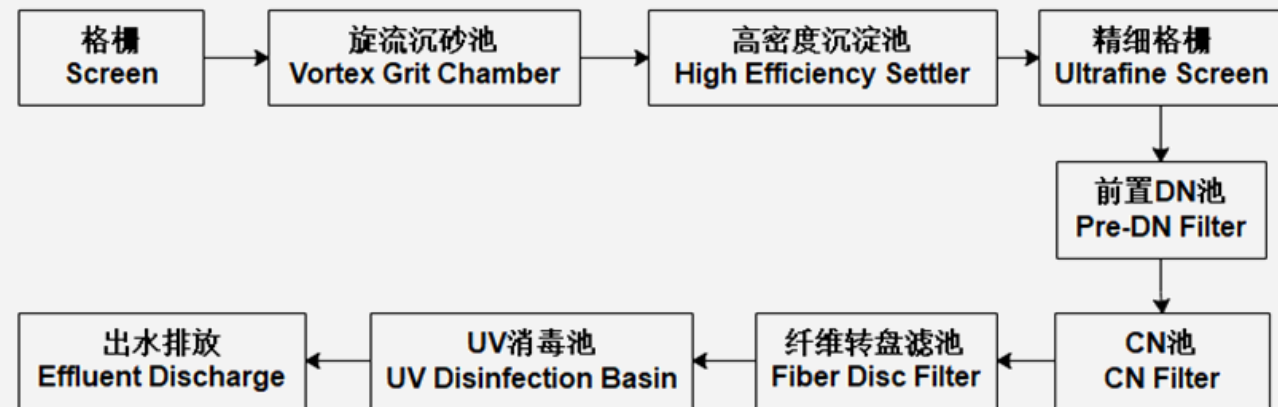 格栅
Screen
旋流沉砂池
Vortex Grit Chamber
高密度沉淀池
High Efficiency Settler
精细格栅
Ultrafine Screen
前置DN池
Pre-DN Filter
CN池
CN Filter
纤维转盘滤池
Fiber Disc Filter
UV消毒池
UV Disinfection Basin
出水排放
Effluent Discharge